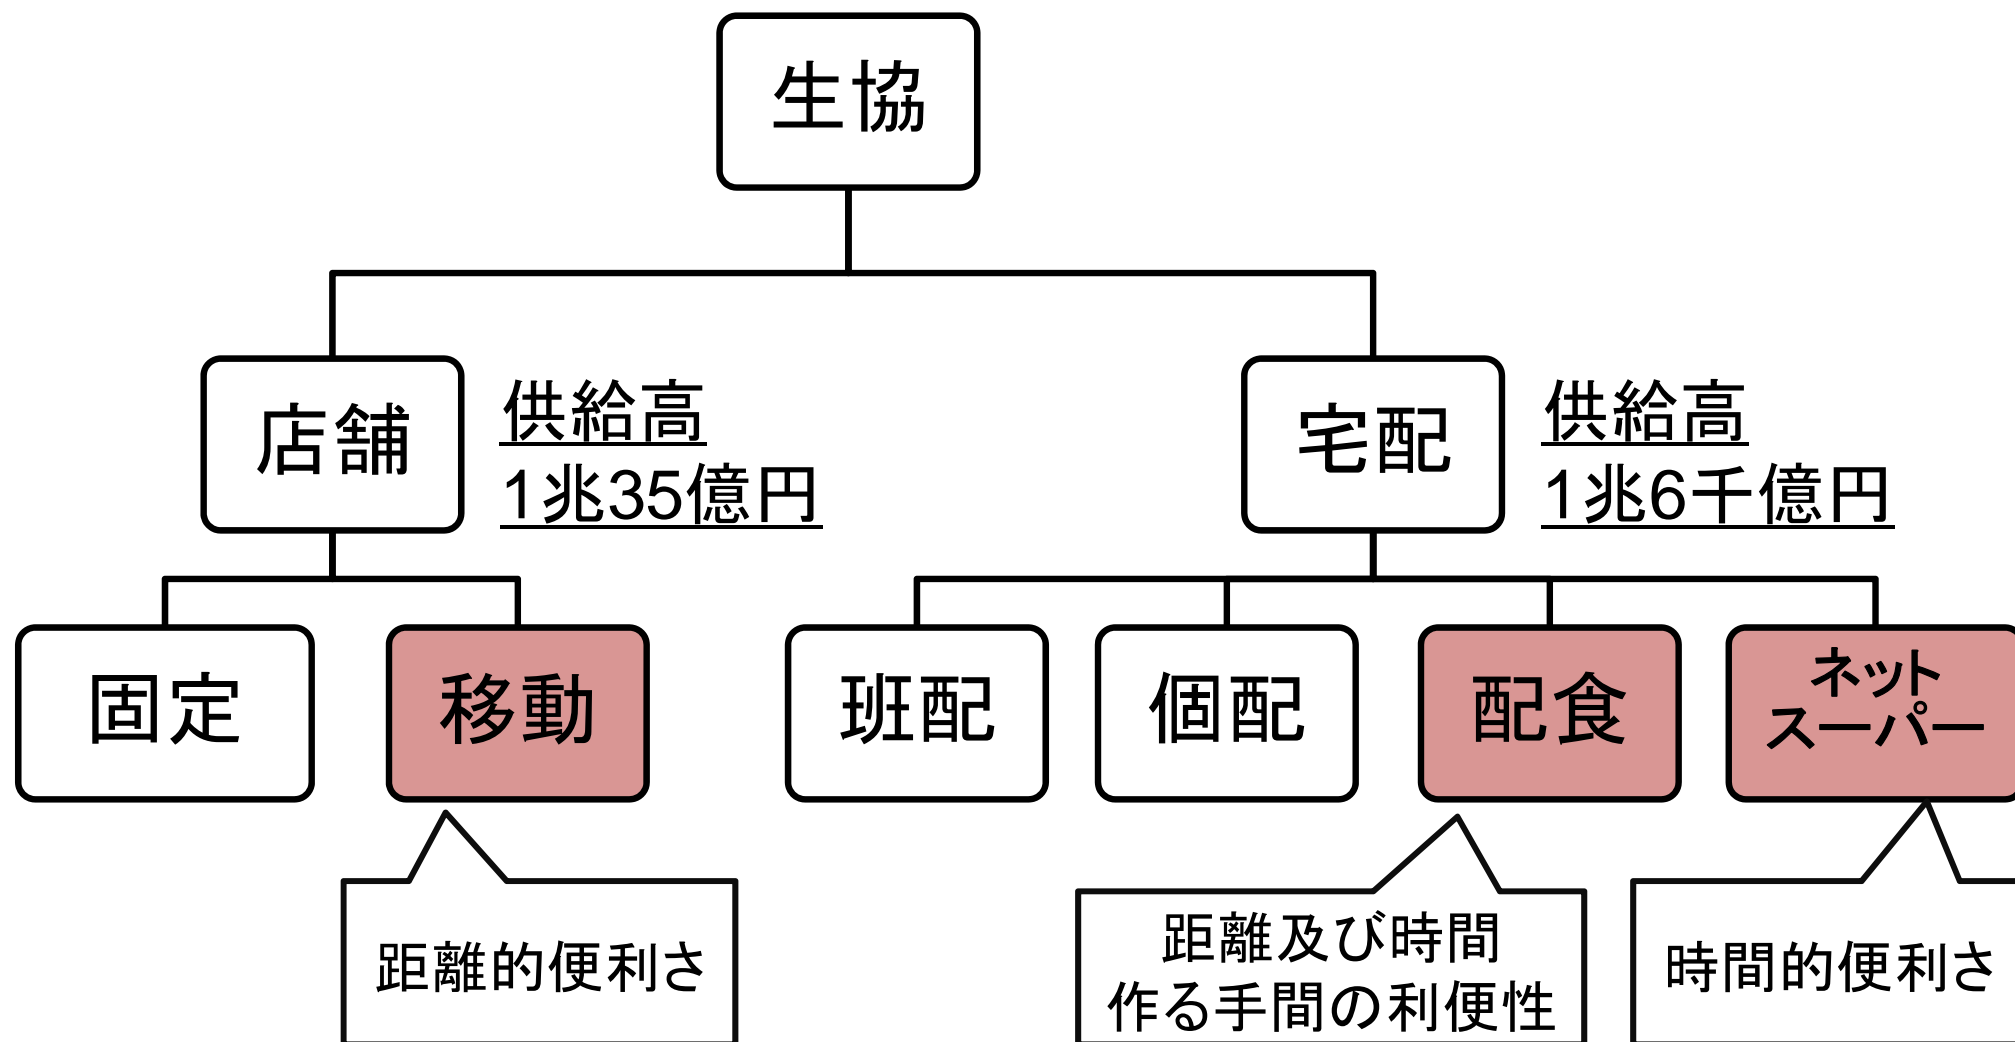 生協
店舗
供給高
1兆35億円
宅配
供給高
1兆6千億円
固定
移動
班配
個配
配食
ネット
スーパー
距離的便利さ
距離及び時間
作る手間の利便性
時間的便利さ